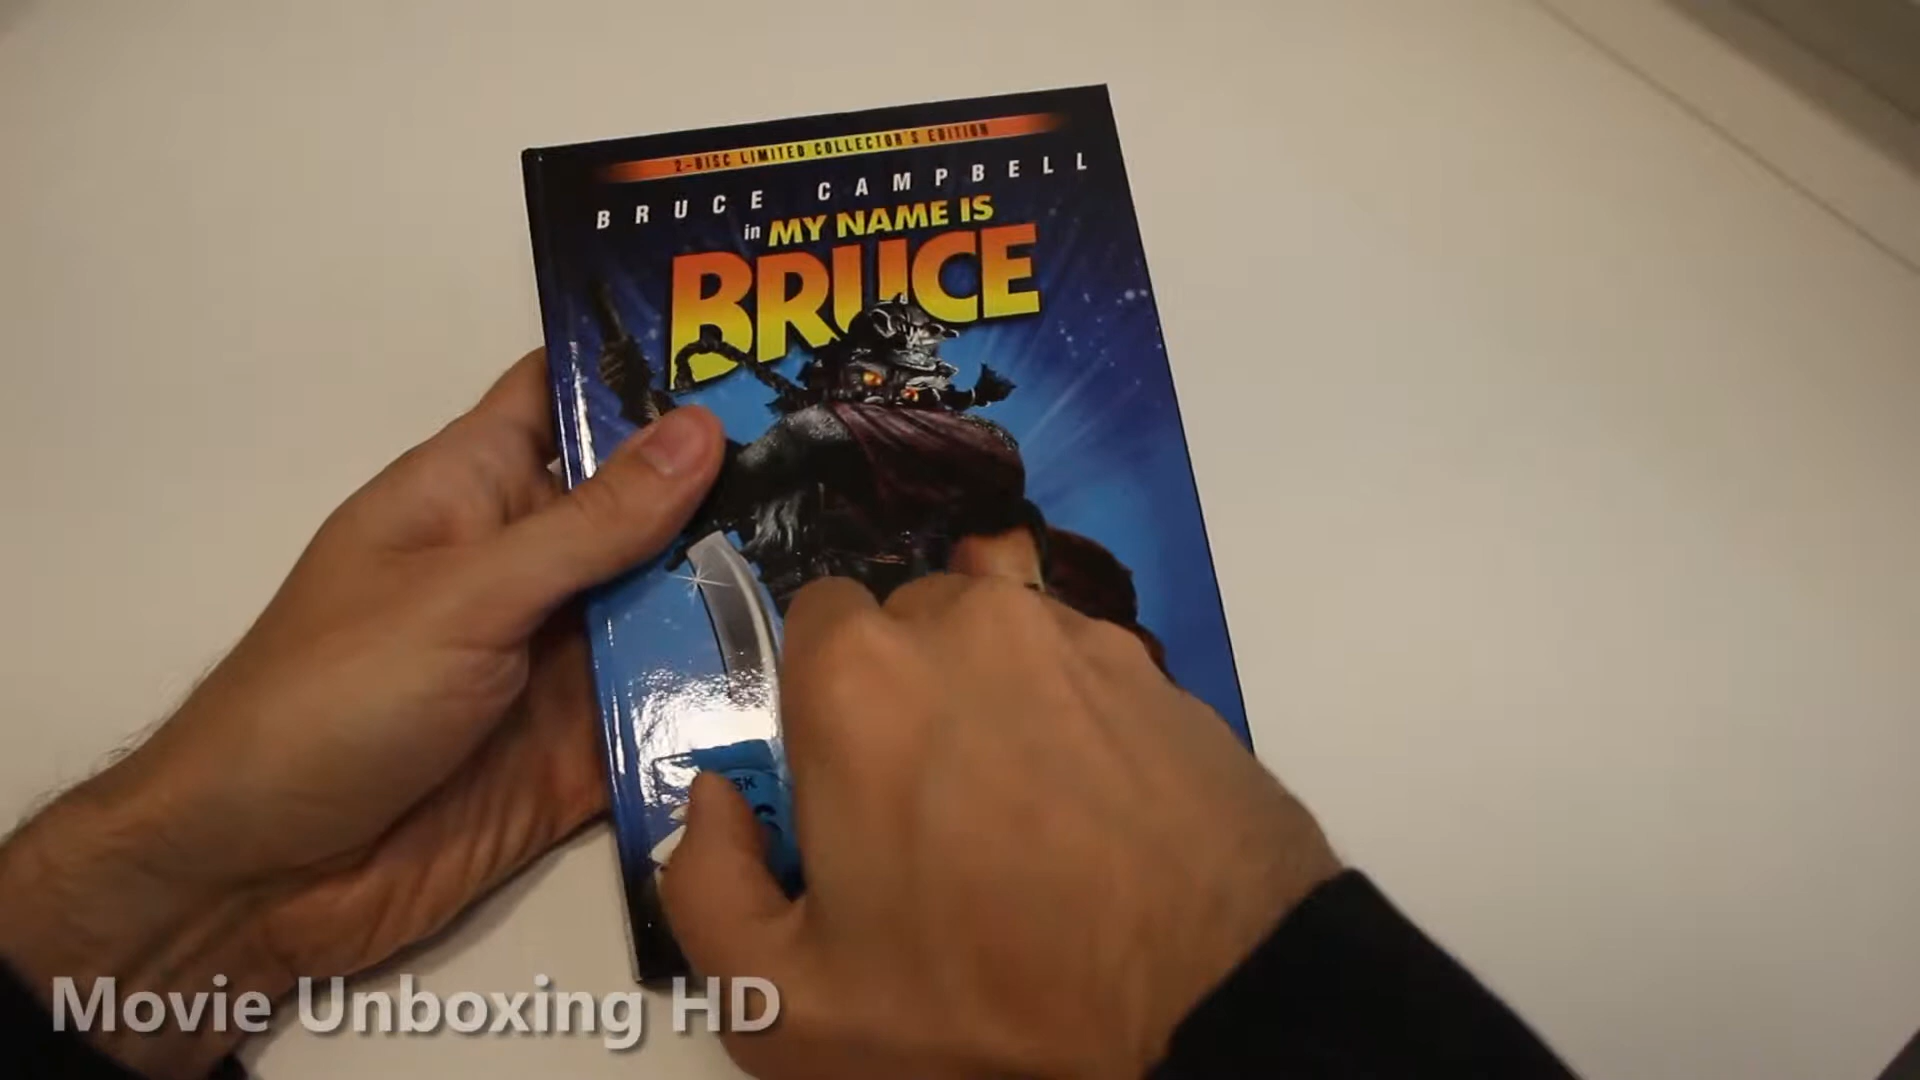 2-DISC LIMITED COLLECTOR'S EDITION
BRUCE CAMPBELL
in MY NAME IS
BRUCE
Movie Unboxing HD